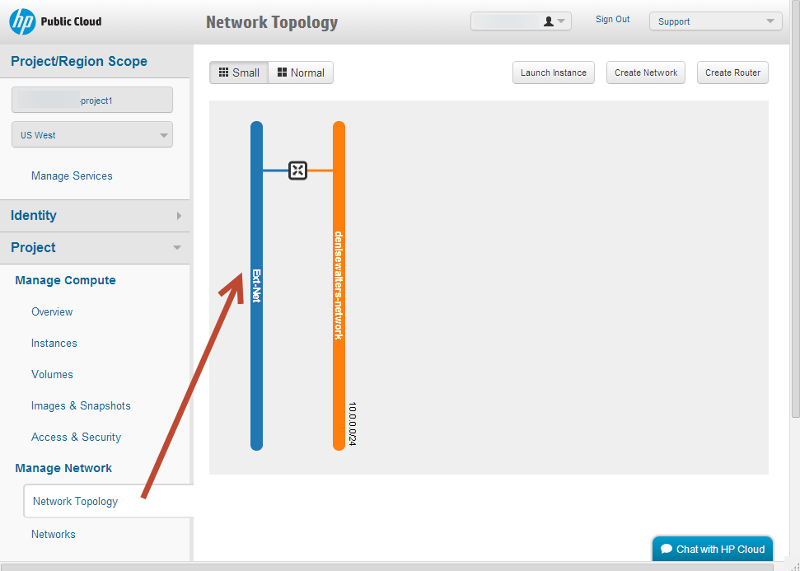 hp Public Cloud
Network Topology
Sign Out
Support
Project/Region Scope
-project1
US West
Manage Services
Identity
Project
Manage Compute
Overview
Instances
Volumes
Images & Snapshots
Access & Security
Manage Network
Network Topology
Networks
Small
Normal
Launch Instance
Create Network
Create Router
Ext-Net
denisewalters-network
10.0.0.0/24
Chat with HP Cloud